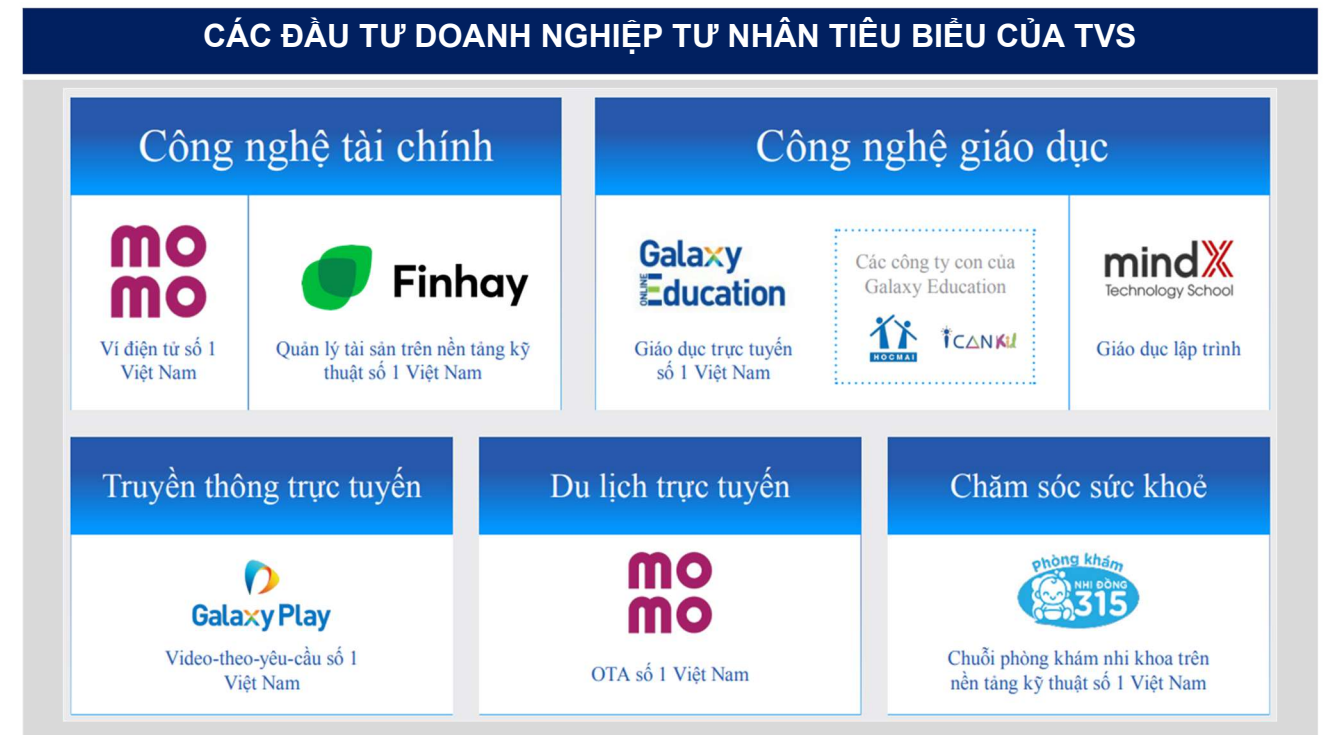 CÁC ĐẦU TƯ DOANH NGHIỆP TƯ NHÂN TIÊU BIỂU CỦA TVS
Công nghệ tài chính
mo
mo
Ví điện tử số 1
Việt Nam
Finhay
Quản lý tài sản trên nền tảng kỹ
thuật số 1 Việt Nam
Công nghệ giáo dục
Galaxy
ONLINE Education
Giáo dục trực tuyến
số 1 Việt Nam
Các công ty con của
Galaxy Education
HOCMAI
iCANKid
mindX
Technology School
Giáo dục lập trình
Truyền thông trực tuyến
Galaxy Play
Video-theo-yêu-cầu số 1
Việt Nam
Du lịch trực tuyến
mo
mo
OTA số 1 Việt Nam
Chăm sóc sức khoẻ
Phòng khám
NHI ĐỒNG
315
Chuỗi phòng khám nhi khoa trên
nền tảng kỹ thuật số 1 Việt Nam